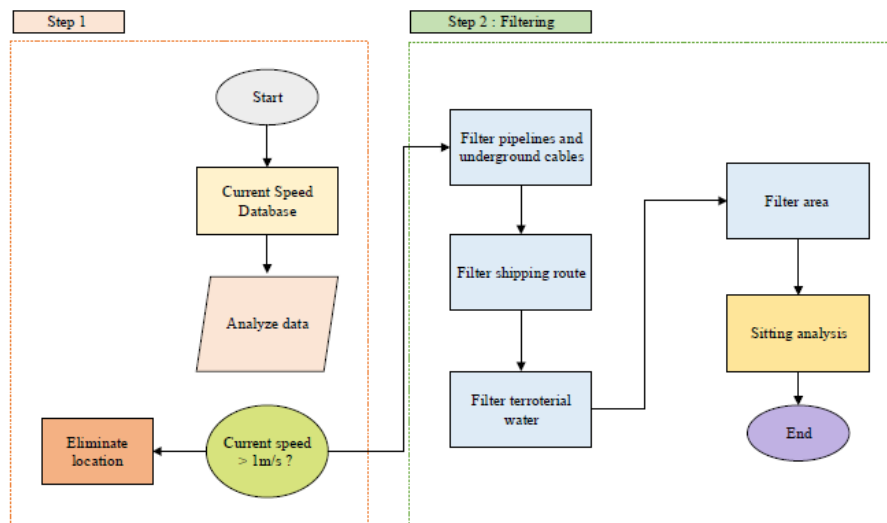 Step 1
Start
Current Speed
Database
Analyze data
Current speed
> 1m/s ?
Eliminate
location
Step 2 : Filtering
Filter pipelines and
underground cables
Filter shipping route
Filter terroterial
water
Filter area
Sitting analysis
End